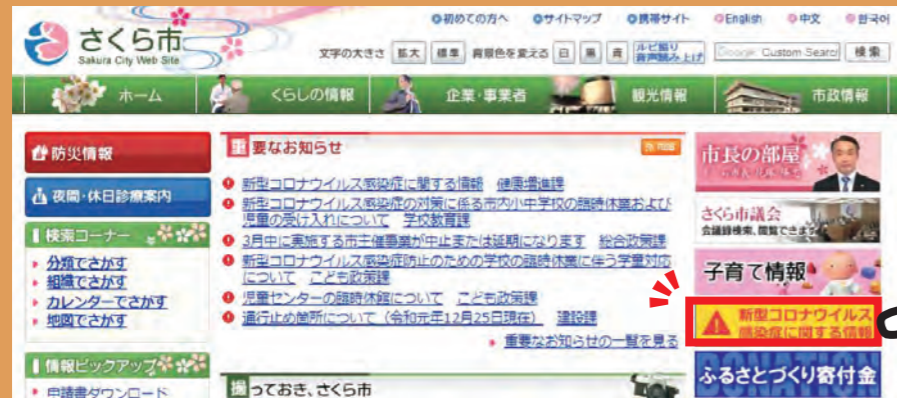 初めての方へ サイトマップ 携帯サイト English 中文 한국어
さくら市
Sakura City Web Site
文字の大きさ 拡大 標準 背景色を変える 白 黒 青 ルビ振り 音声読み上げ Custom Search 検索
ホーム くらしの情報 企業・事業者 観光情報 市政情報
防災情報
夜間・休日診療案内
検索コーナー
分類でさがす
組織でさがす
カレンダーでさがす
地図でさがす
情報ピックアップ
申請書ダウンロード
重要なお知らせ
新型コロナウイルス感染症に関する情報 健康増進課
新型コロナウイルス感染症の対策に係る市内小中学校の臨時休業および
児童の受け入れについて 学校教育課
3月中に実施する市主催事業が中止または延期になります 総合政策課
新型コロナウイルス感染症防止のための学校の臨時休業に伴う学童対応
について こども政策課
児童センターの臨時休館について こども政策課
通行止め箇所について（令和元年12月25日現在） 建設課
重要なお知らせの一覧を見る
撮っておき、さくら市
市長の部屋
さくら市議会
会議録検索、閲覧できます
子育て情報
新型コロナウイルス
感染症に関する情報
DONATION
ふるさとづくり寄付金